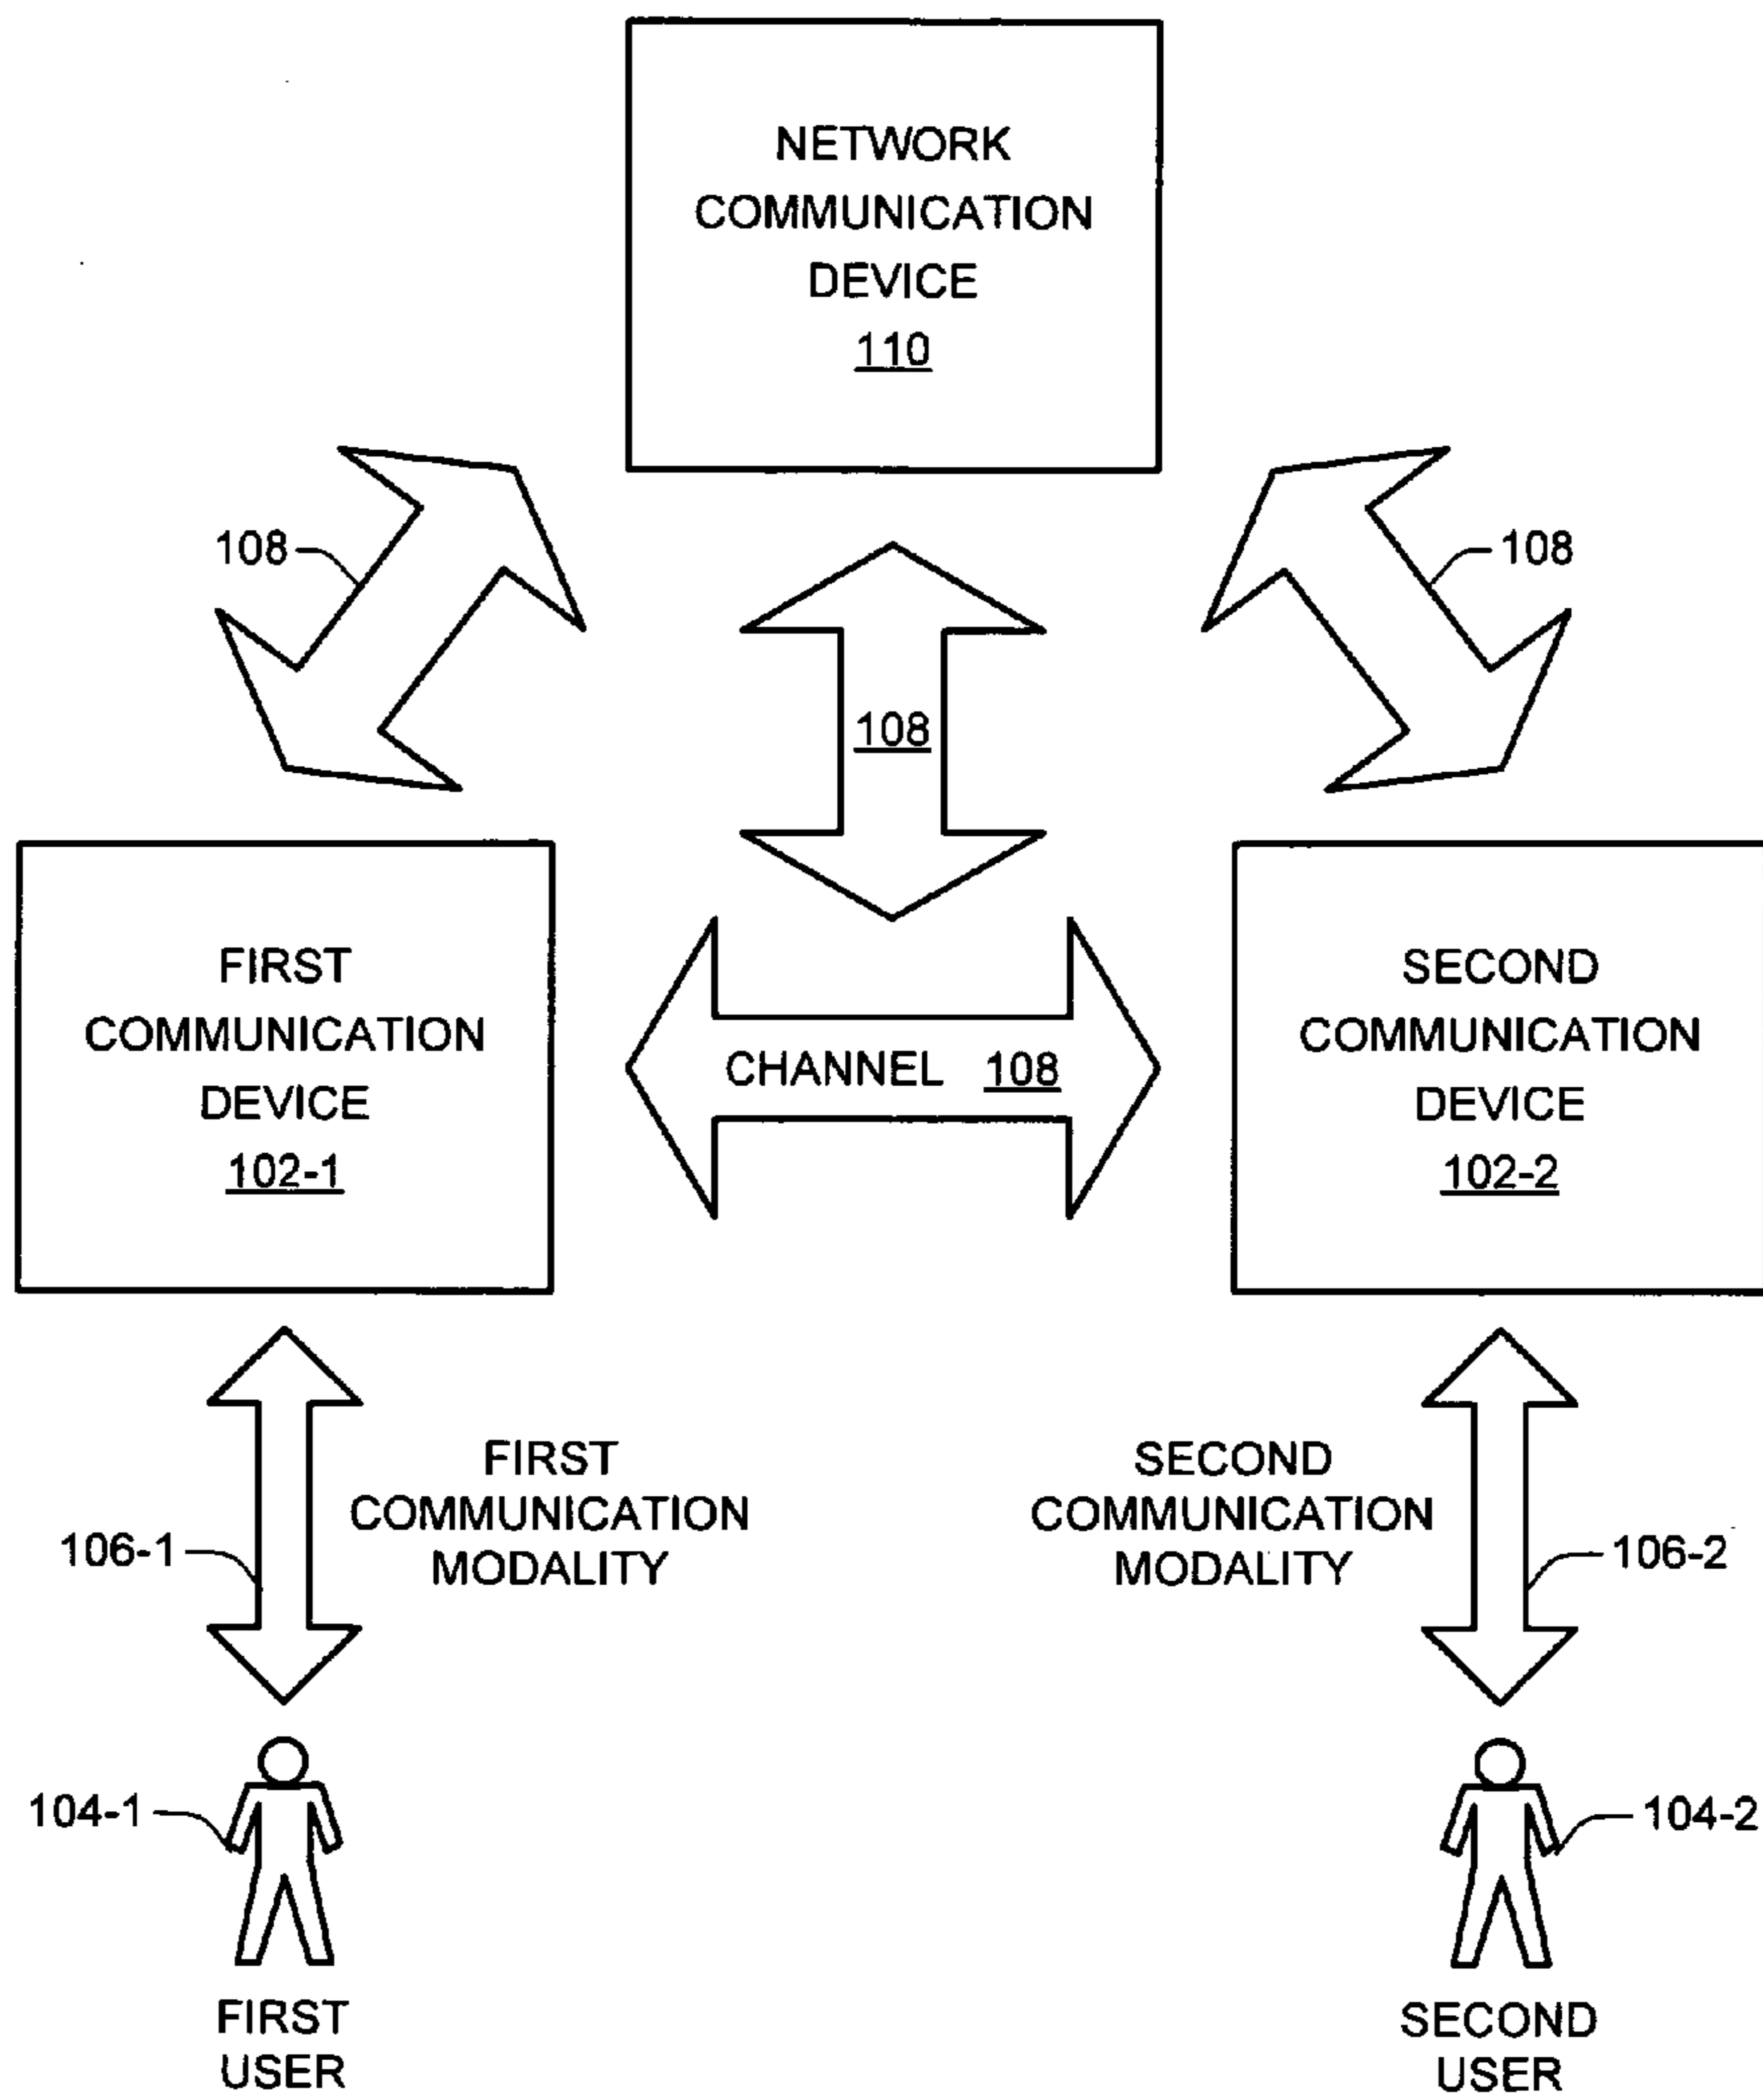 NETWORK
COMMUNICATION
DEVICE
110
108
108
108
FIRST
COMMUNICATION
DEVICE
102-1
CHANNEL 108
SECOND
COMMUNICATION
DEVICE
102-2
FIRST
COMMUNICATION
MODALITY
106-1
SECOND
COMMUNICATION
MODALITY
106-2
104-1
FIRST
USER
104-2
SECOND
USER